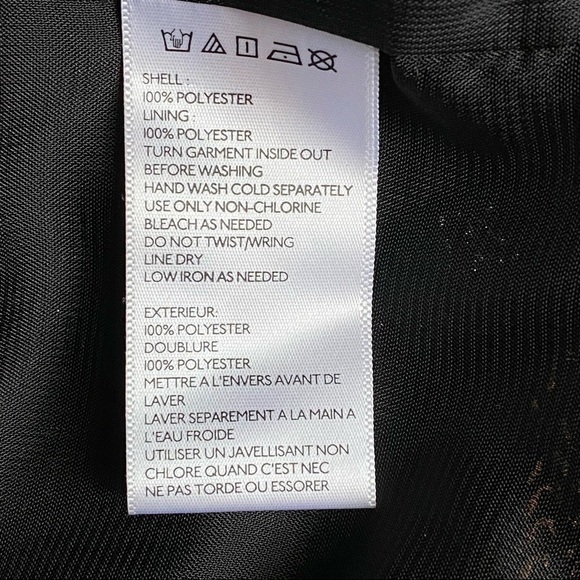 SHELL :
100% POLYESTER
LINING :
100% POLYESTER
TURN GARMENT INSIDE OUT
BEFORE WASHING
HAND WASH COLD SEPARATELY
USE ONLY NON-CHLORINE
BLEACH AS NEEDED
DO NOT TWIST/WRING
LINE DRY
LOW IRON AS NEEDED
EXTERIEUR:
100% POLYESTER
DOUBLURE
100% POLYESTER
METTRE A L'ENVERS AVANT DE
LAVER
LAVER SEPAREMENT A LA MAIN A
L'EAU FROIDE
UTILISER UN JAVELLISANT NON
CHLORE QUAND C'EST NEC
NE PAS TORDE OU ESSORER